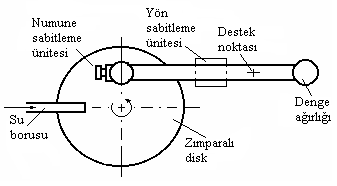 Numune
sabitleme
ünitesi
Yön
sabitleme
ünitesi
Destek
noktası
Su
borusu
Zımparalı
disk
Denge
ağırlığı